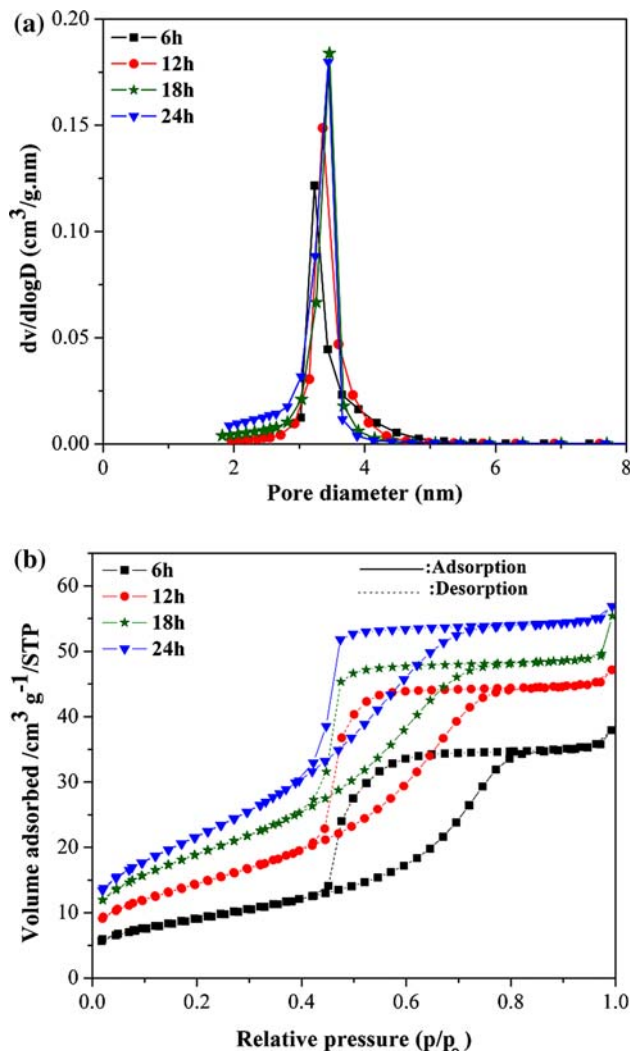 (a)
0.20
0.15
0.10
0.05
0.00
dv/dlogD (cm³/g.nm)
6h
12h
18h
24h
0 2 4 6 8
Pore diameter (nm)
(b)
60
50
40
30
20
10
0
Volume adsorbed /cm³ g⁻¹/STP
6h
12h
18h
24h
:Adsorption
:Desorption
0.0 0.2 0.4 0.6 0.8 1.0
Relative pressure (p/p₀)